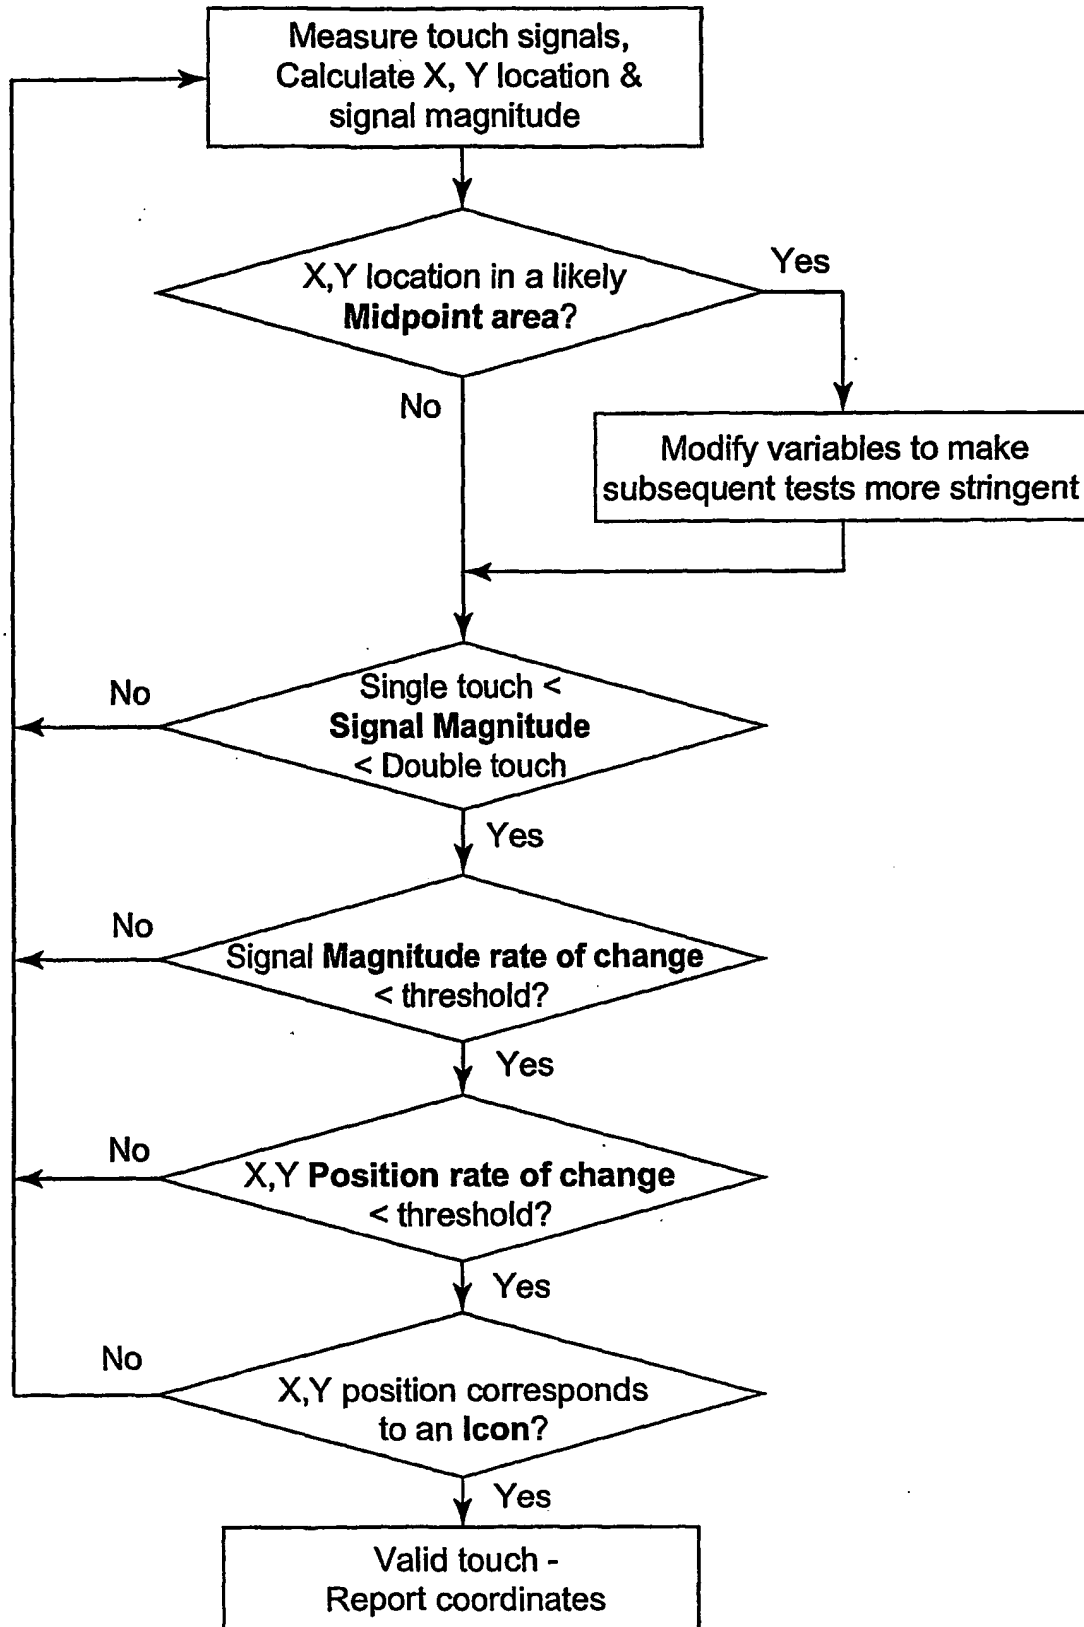 Measure touch signals,
Calculate X, Y location &
signal magnitude
X,Y location in a likely
Midpoint area?
Yes
No
Modify variables to make
subsequent tests more stringent
Single touch <
Signal Magnitude
< Double touch
No
Yes
Signal Magnitude rate of change
< threshold?
No
Yes
X,Y Position rate of change
< threshold?
No
Yes
X,Y position corresponds
to an Icon?
No
Yes
Valid touch -
Report coordinates